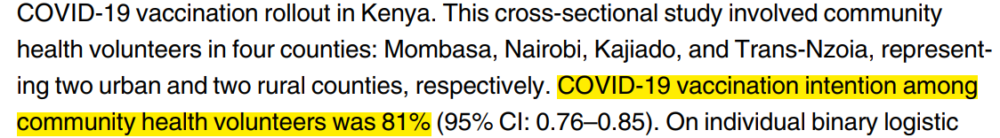 COVID-19 vaccination rollout in Kenya. This cross-sectional study involved community
health volunteers in four counties: Mombasa, Nairobi, Kajiado, and Trans-Nzoia, represent-
ing two urban and two rural counties, respectively. COVID-19 vaccination intention among
community health volunteers was 81% (95% CI: 0.76–0.85). On individual binary logistic